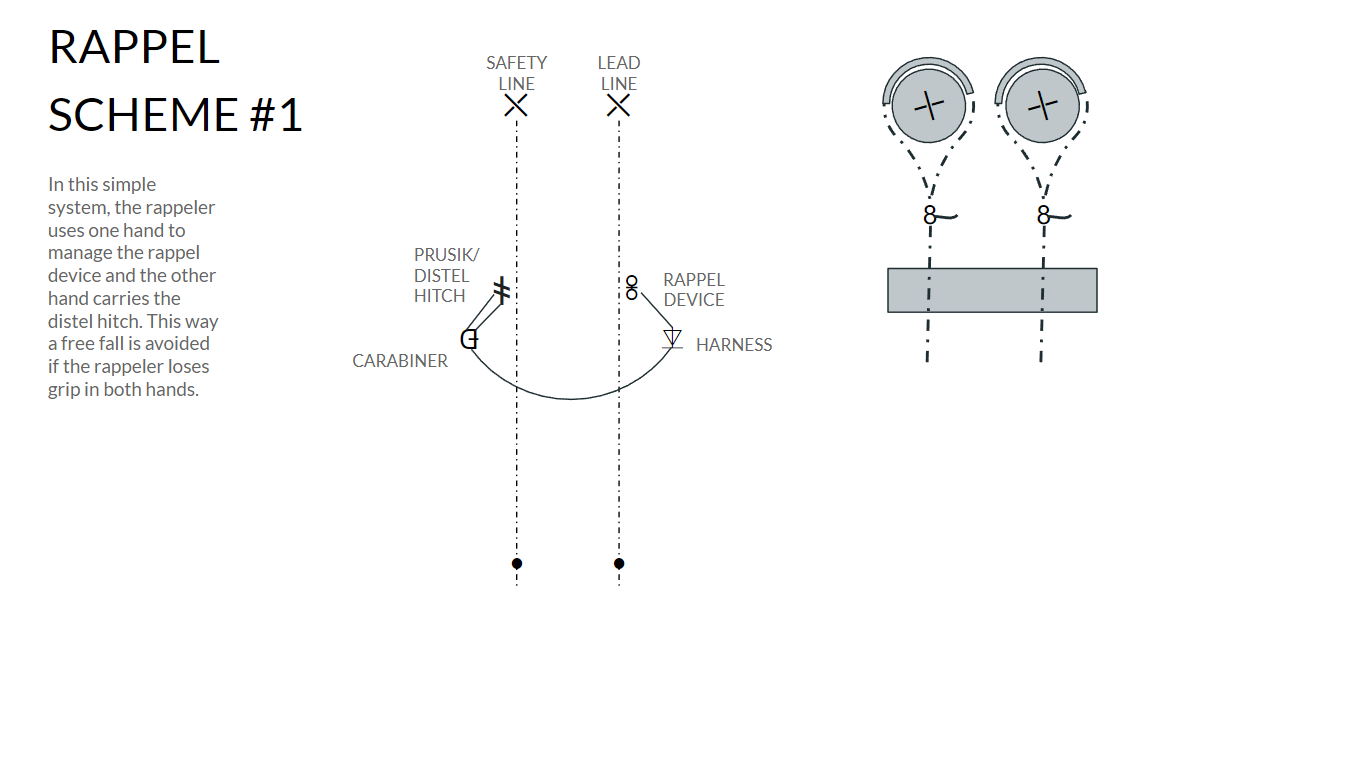 RAPPEL
SCHEME #1
In this simple
system, the rappeler
uses one hand to
manage the rappel
device and the other
hand carries the
distel hitch. This way
a free fall is avoided
if the rappeler loses
grip in both hands.
SAFETY
LINE
LEAD
LINE
PRUSIK/
DISTEL
HITCH
RAPPEL
DEVICE
CARABINER
HARNESS
8
8